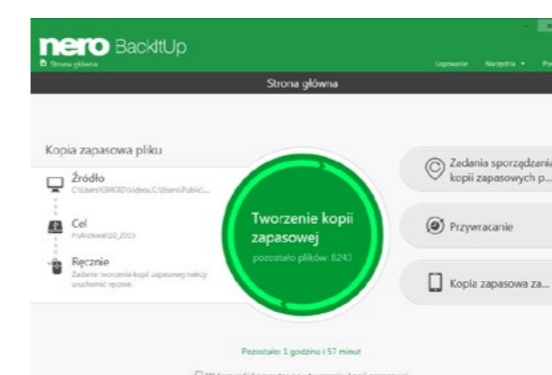 nero BackItUp
Strona główna
Logowanie Narzędzia
Strona główna
Kopia zapasowa pliku
Źródło
Cel
Ręcznie
Zadanie tworzenia kopii zapasowej należy
uruchomić ręcznie.
Tworzenie kopii
zapasowej
pozostało plików: 6243
Zadania sporządzania
kopii zapasowych p...
Przywracanie
Kopia zapasowa za...
Pozostało: 1 godzina i 57 minut